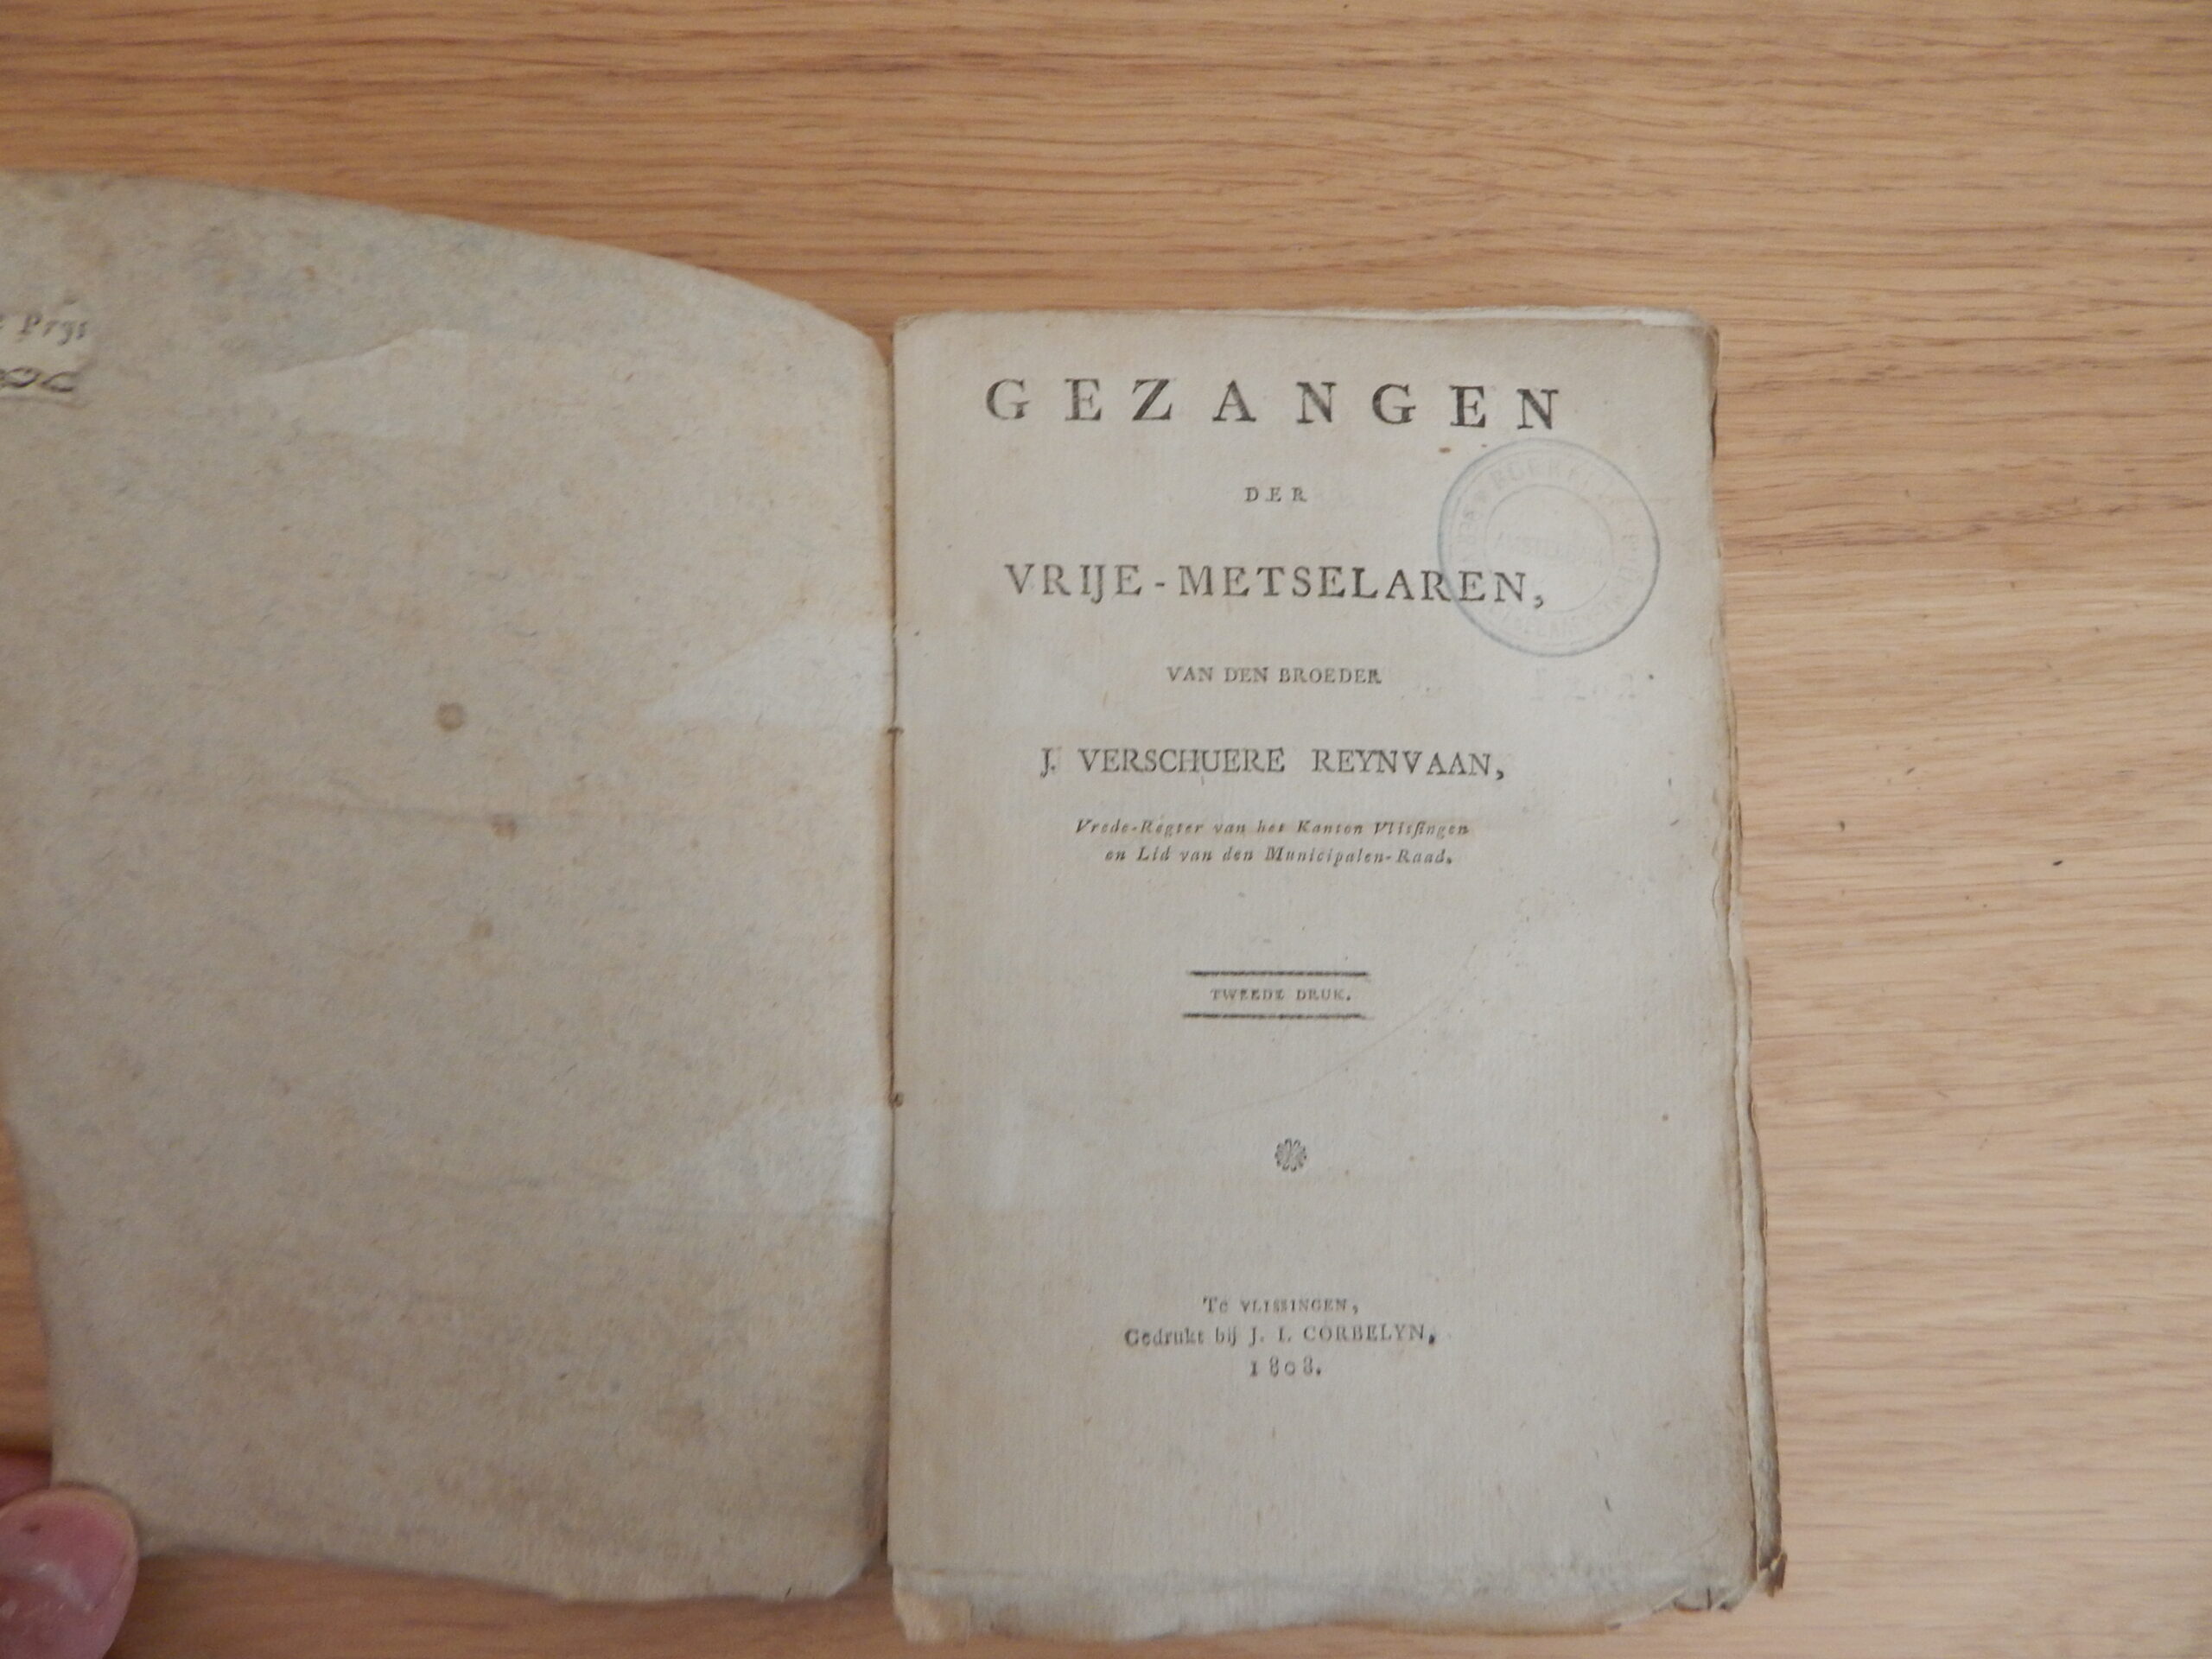 Prys
GEZANGEN
DER
VRIJE-METSELAREN,
VAN DEN BROEDER
J. VERSCHUERE REYNVAAN,
Vrede-Regter van het Kanton Vlisſingen
en Lid van den Municipalen-Raad.
TWEEDE DRUK.
Te VLISSINGEN,
Gedrukt bij J. I. CORBELYN,
1808.